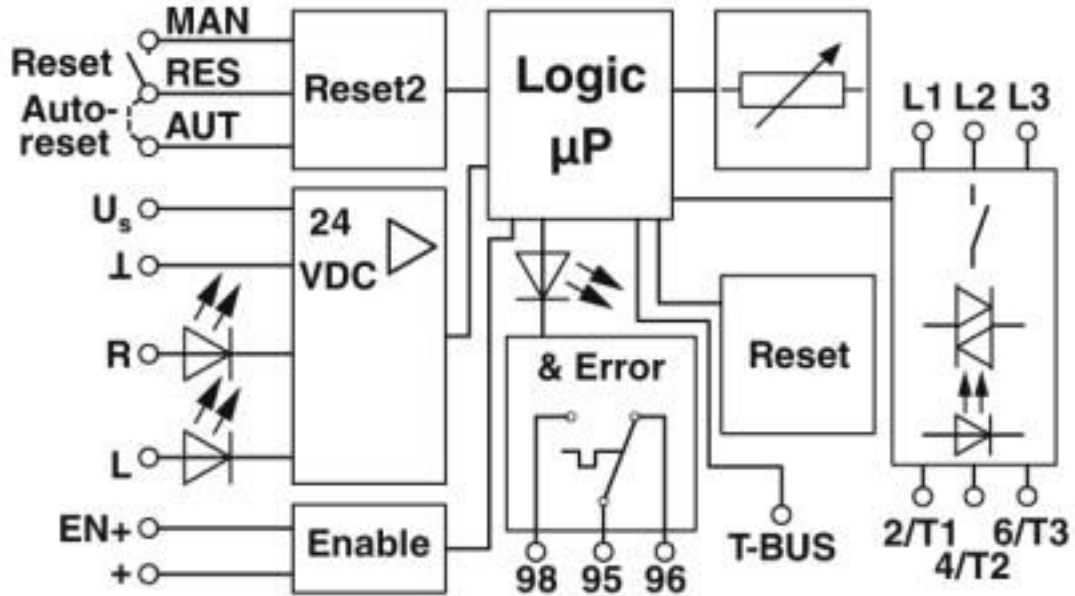 MAN
Reset
RES
Auto-
reset
AUT
Reset2
Logic
µP
L1 L2 L3
Us
⊥
24
VDC
R
L
EN+
+
Enable
& Error
98 95 96
Reset
T-BUS
2/T1 6/T3
4/T2